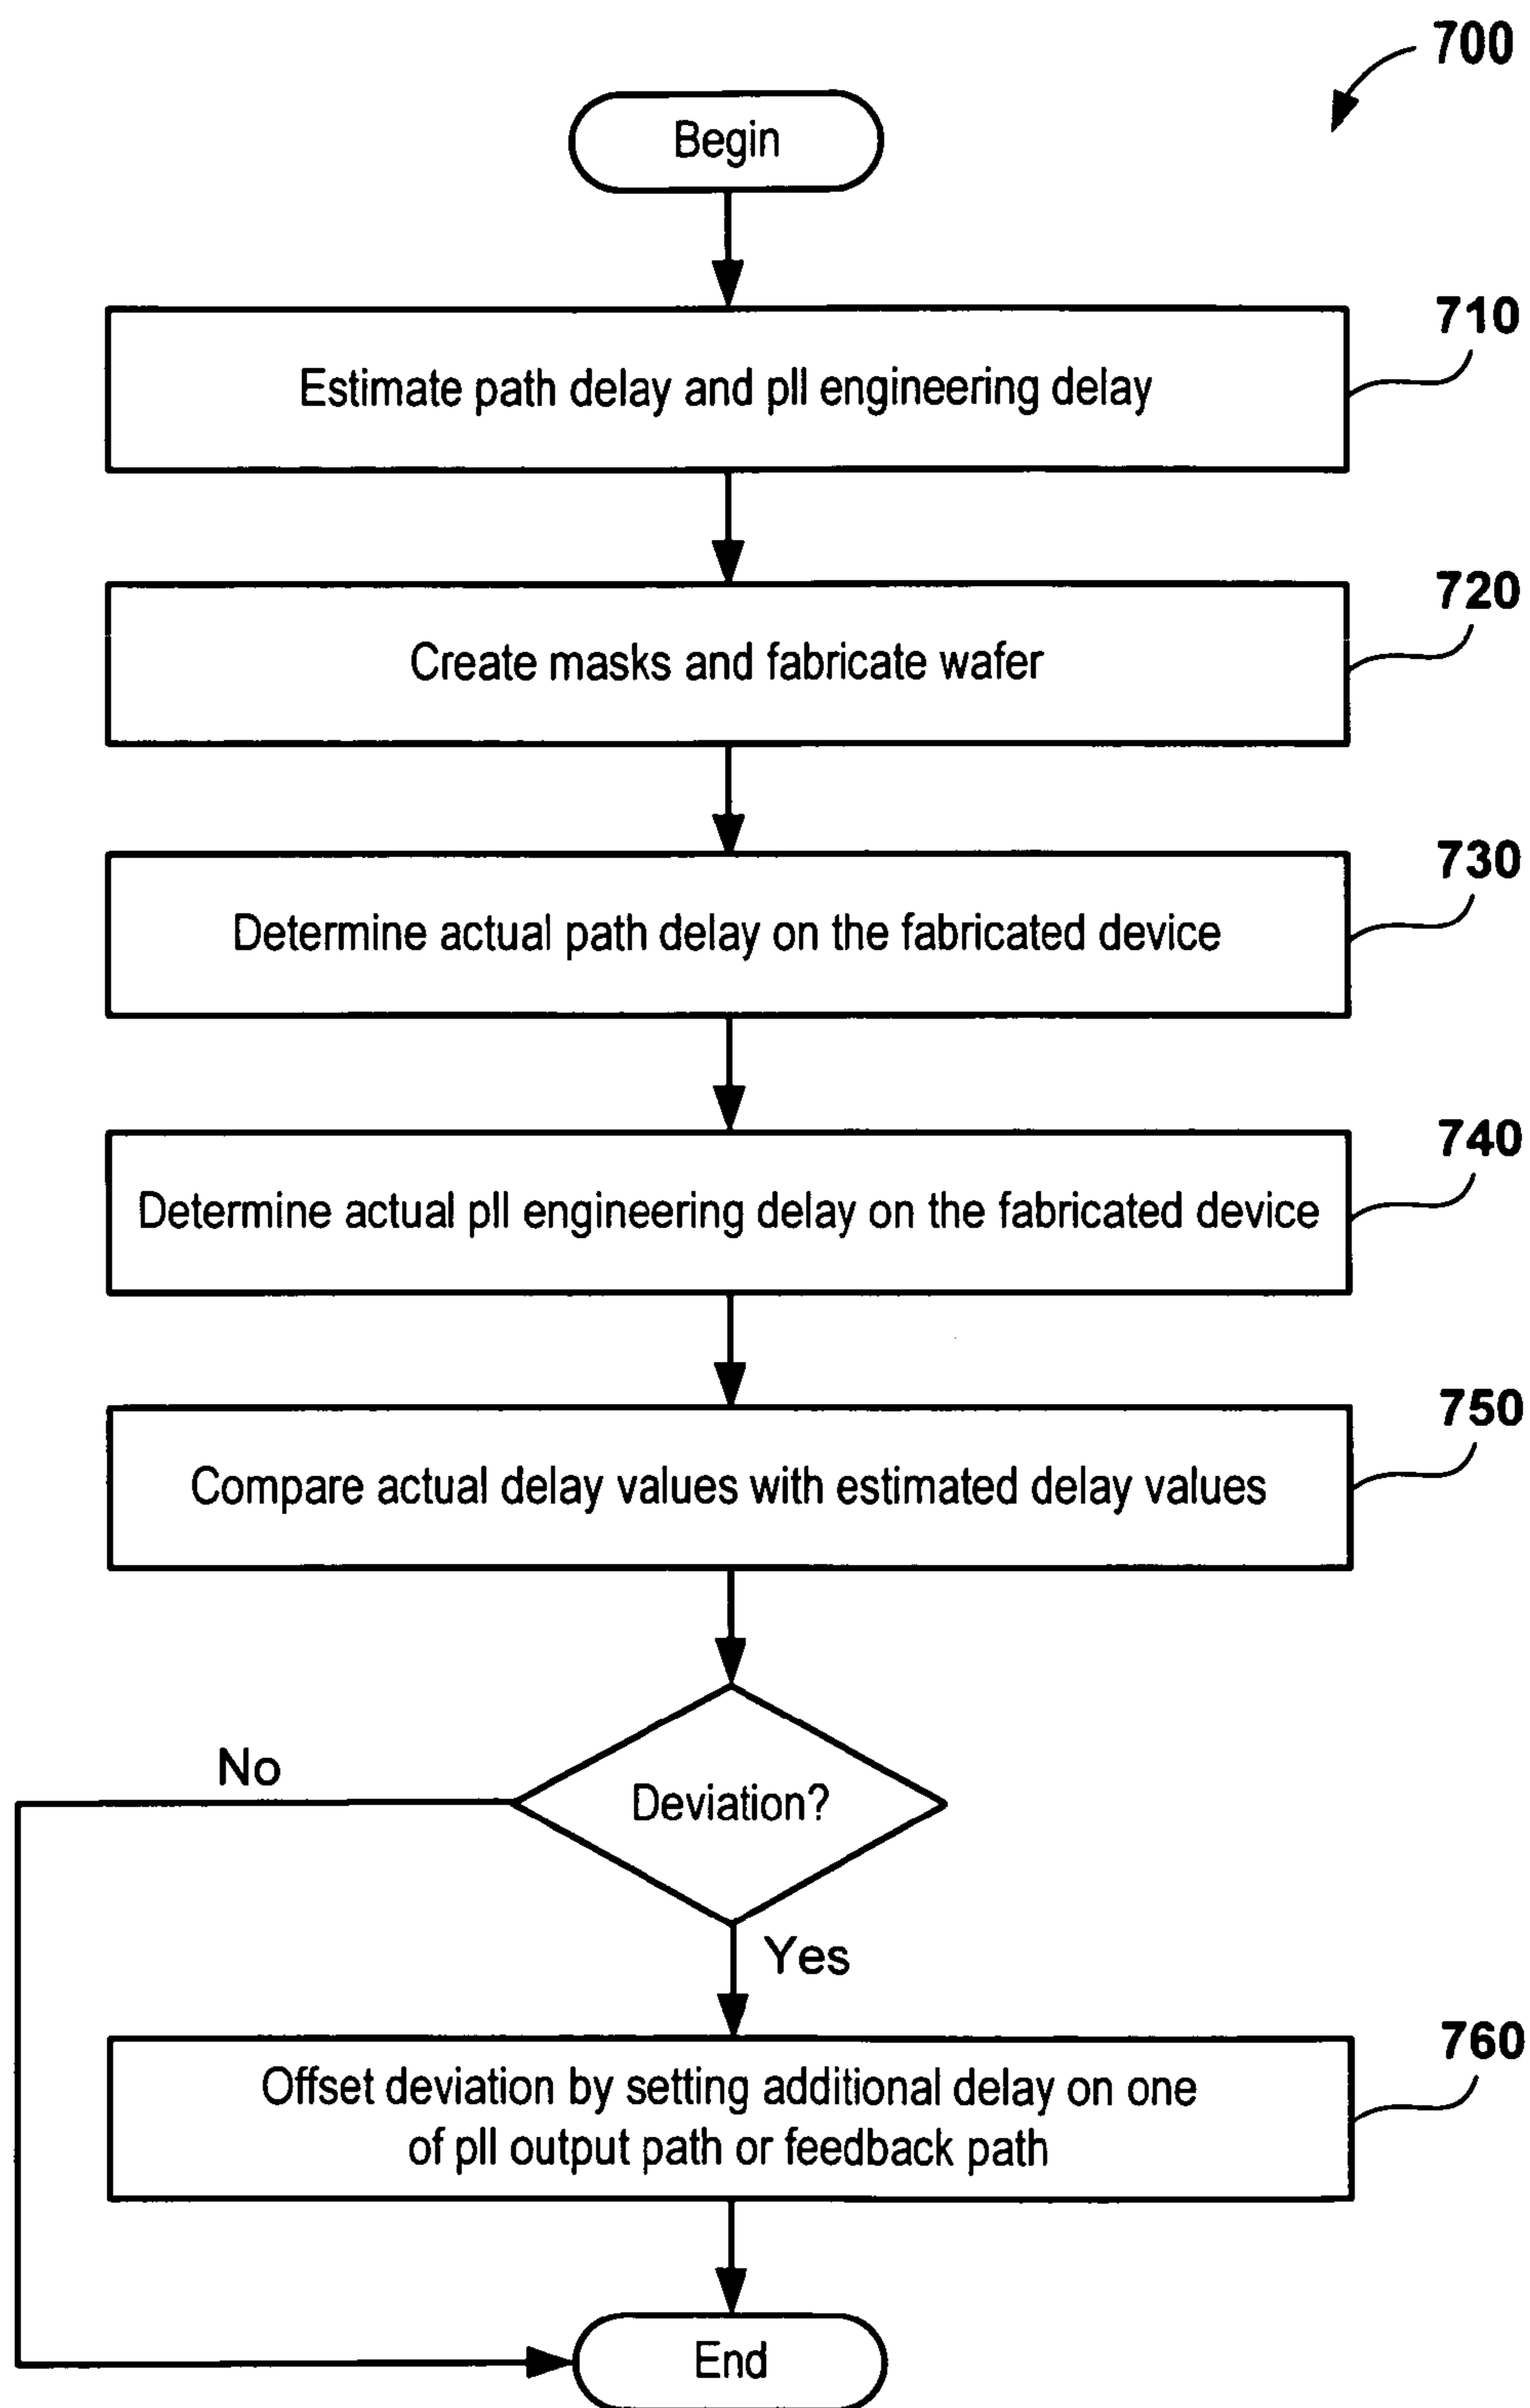 700
Begin
710
Estimate path delay and pll engineering delay
720
Create masks and fabricate wafer
730
Determine actual path delay on the fabricated device
740
Determine actual pll engineering delay on the fabricated device
750
Compare actual delay values with estimated delay values
No
Deviation?
Yes
760
Offset deviation by setting additional delay on one
of pll output path or feedback path
End